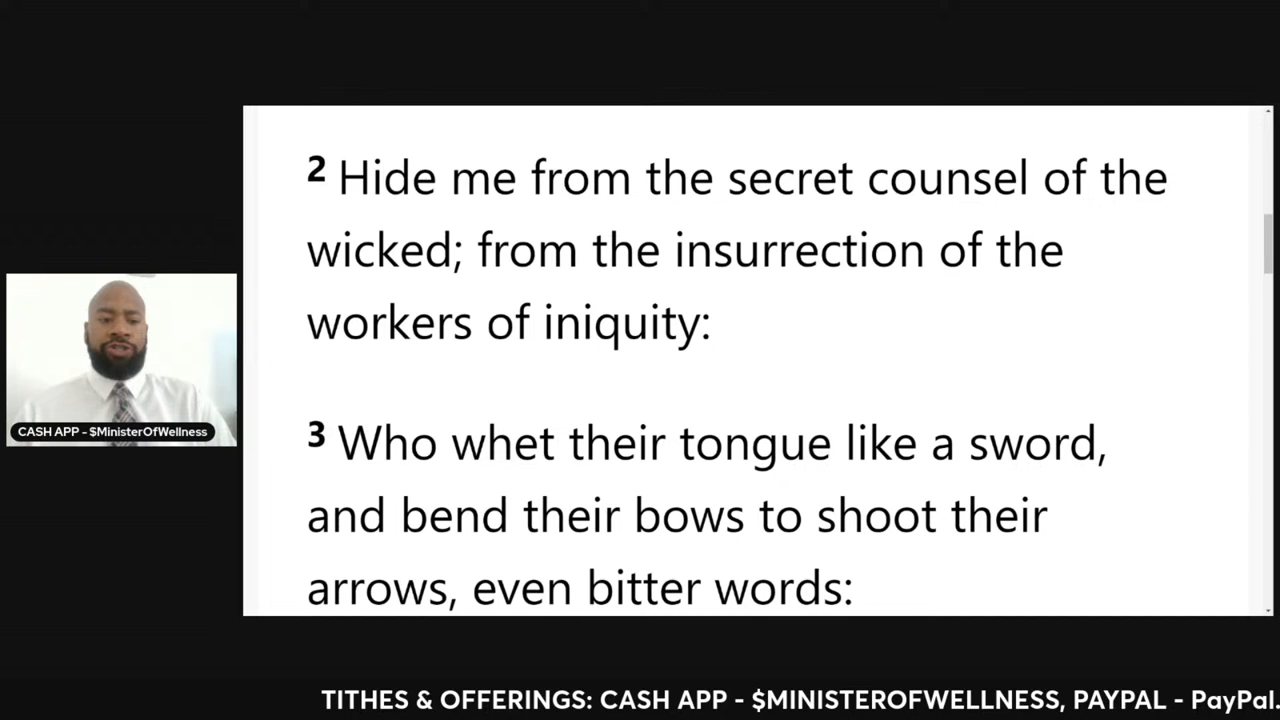 2 Hide me from the secret counsel of the
wicked; from the insurrection of the
workers of iniquity:
3 Who whet their tongue like a sword,
and bend their bows to shoot their
arrows, even bitter words:
CASH APP - $MinisterOfWellness
TITHES & OFFERINGS: CASH APP - $MINISTEROFWELLNESS, PAYPAL - PayPal.